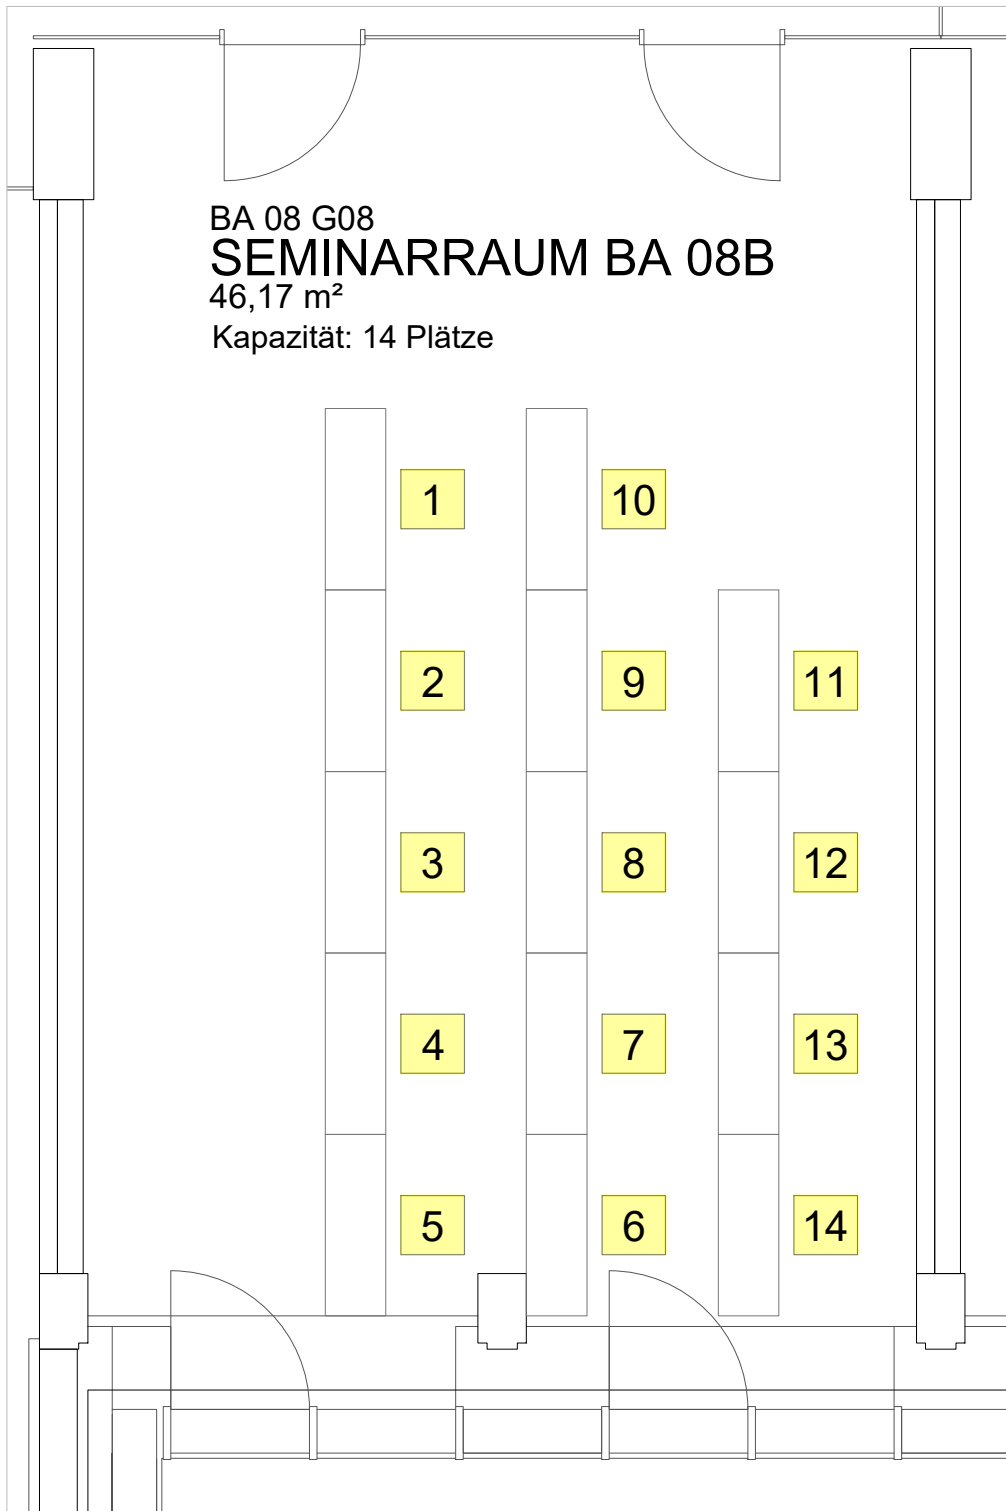 BA 08 G08
SEMINARRAUM BA 08B
46,17 m²
Kapazität: 14 Plätze
1 10
2 9 11
3 8 12
4 7 13
5 6 14